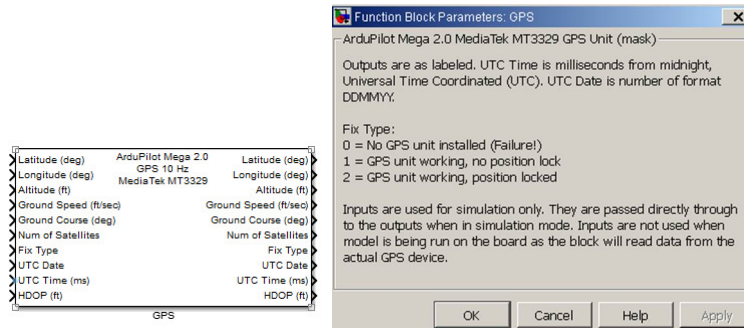 Latitude (deg)
Longitude (deg)
Altitude (ft)
Ground Speed (ft/sec)
Ground Course (deg)
Num of Satellites
Fix Type
UTC Date
UTC Time (ms)
HDOP (ft)
ArduPilot Mega 2.0
GPS 10 Hz
MediaTek MT3329
Latitude (deg)
Longitude (deg)
Altitude (ft)
Ground Speed (ft/sec)
Ground Course (deg)
Num of Satellites
Fix Type
UTC Date
UTC Time (ms)
HDOP (ft)
GPS
Function Block Parameters: GPS
ArduPilot Mega 2.0 MediaTek MT3329 GPS Unit (mask)
Outputs are as labeled. UTC Time is milliseconds from midnight,
Universal Time Coordinated (UTC). UTC Date is number of format
DDMMYY.
Fix Type:
0 = No GPS unit installed (Failure!)
1 = GPS unit working, no position lock
2 = GPS unit working, position locked
Inputs are used for simulation only. They are passed directly through
to the outputs when in simulation mode. Inputs are not used when
model is being run on the board as the block will read data from the
actual GPS device.
OK
Cancel
Help
Apply